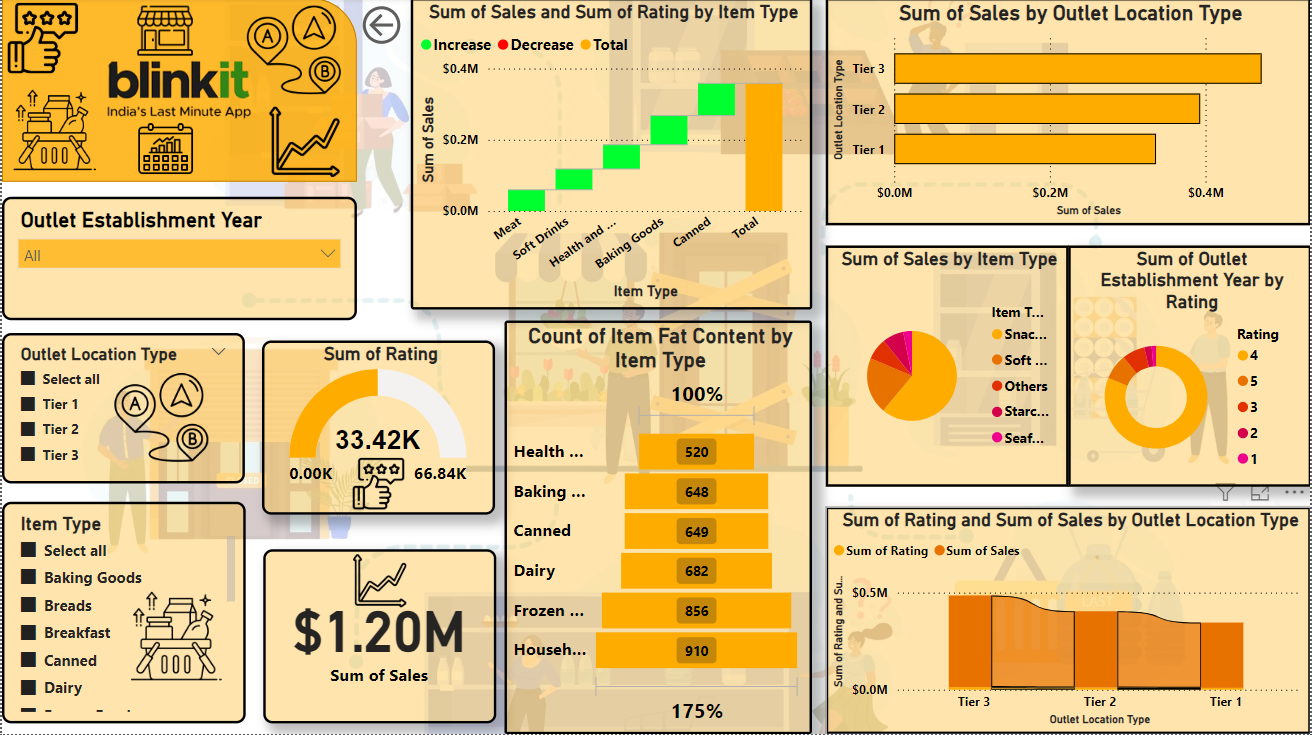 blinkit
India's Last Minute App
A
A
B
Outlet Establishment Year
All
Outlet Location Type
Select all
Tier 1
Tier 2
Tier 3
A
A
B
Item Type
Select all
Baking Goods
Breads
Breakfast
Canned
Dairy
Sum of Rating
33.42K
0.00K
66.84K
$1.20M
Sum of Sales
Sum of Sales and Sum of Rating by Item Type
Increase Decrease Total
Sum of Sales
$0.4M
$0.2M
$0.0M
Meat
Soft Drinks
Health and ...
Baking Goods
Canned
Total
Item Type
Count of Item Fat Content by
Item Type
100%
Health ... 520
Baking ... 648
Canned 649
Dairy 682
Frozen ... 856
Househ... 910
175%
Sum of Sales by Outlet Location Type
Outlet Location Type
Tier 3
Tier 2
Tier 1
$0.0M $0.2M $0.4M
Sum of Sales
Sum of Sales by Item Type
Item T...
Snac...
Soft ...
Others
Starc...
Seaf...
Sum of Outlet
Establishment Year by
Rating
Rating
4
5
3
2
1
Sum of Rating and Sum of Sales by Outlet Location Type
Sum of Rating Sum of Sales
Sum of Rating and Su...
$0.5M
$0.0M
Tier 3 Tier 2 Tier 1
Outlet Location Type